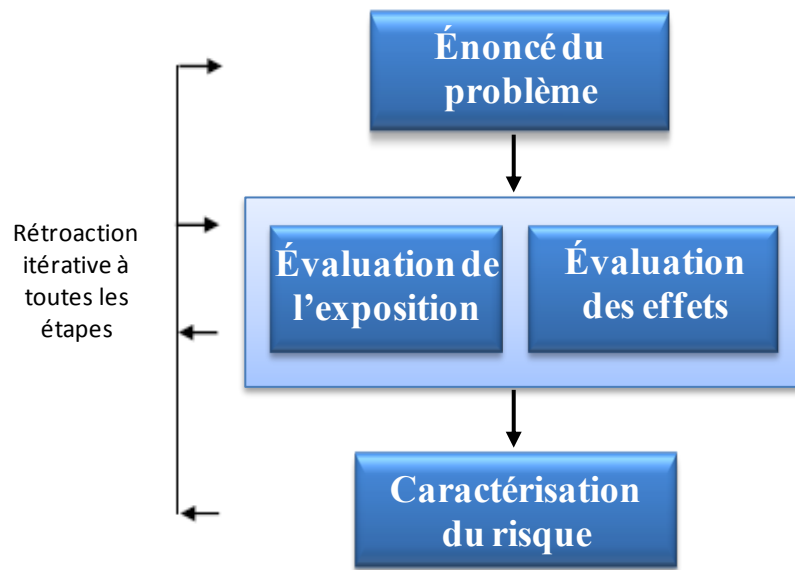 Énoncé du
problème
Rétroaction
itérative à
toutes les
étapes
Évaluation de
l'exposition
Évaluation
des effets
Caractérisation
du risque